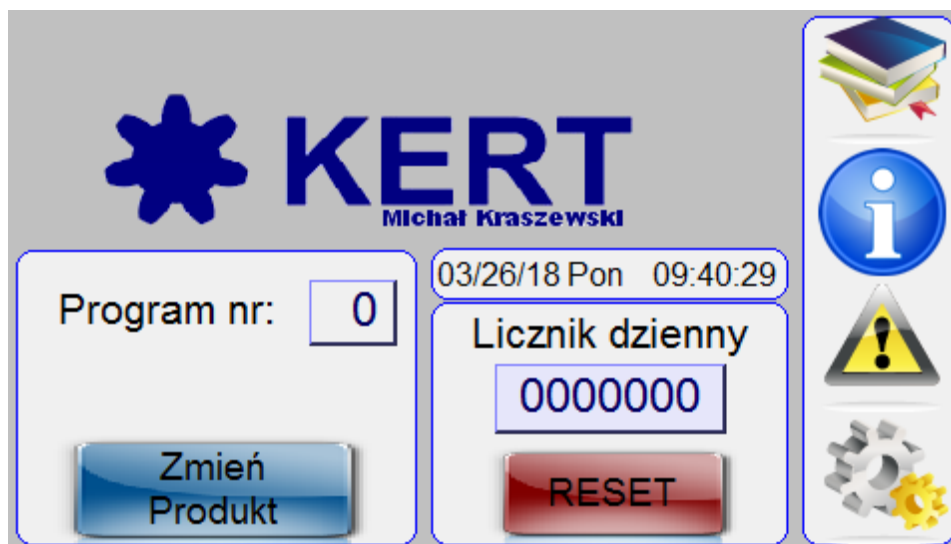 KERT
Michał Kraszewski
03/26/18 Pon 09:40:29
Program nr: 0
Zmień
Produkt
Licznik dzienny
0000000
RESET